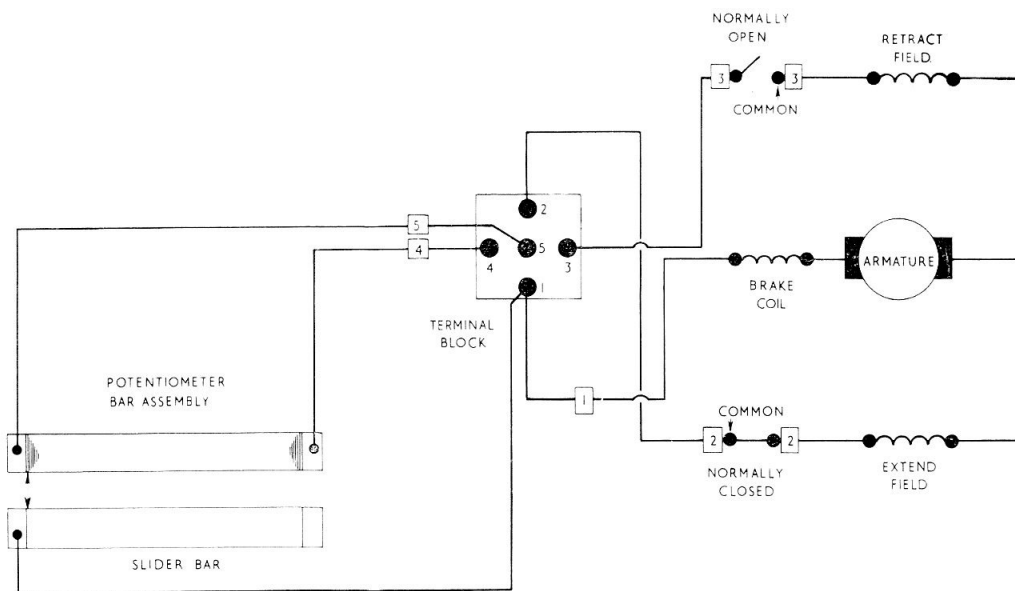 NORMALLY
OPEN
RETRACT
FIELD.
3
3
COMMON
2
5
4
5
4
3
1
ARMATURE
BRAKE
COIL
TERMINAL
BLOCK
POTENTIOMETER
BAR ASSEMBLY
1
COMMON
2
2
NORMALLY
CLOSED
EXTEND
FIELD
SLIDER BAR